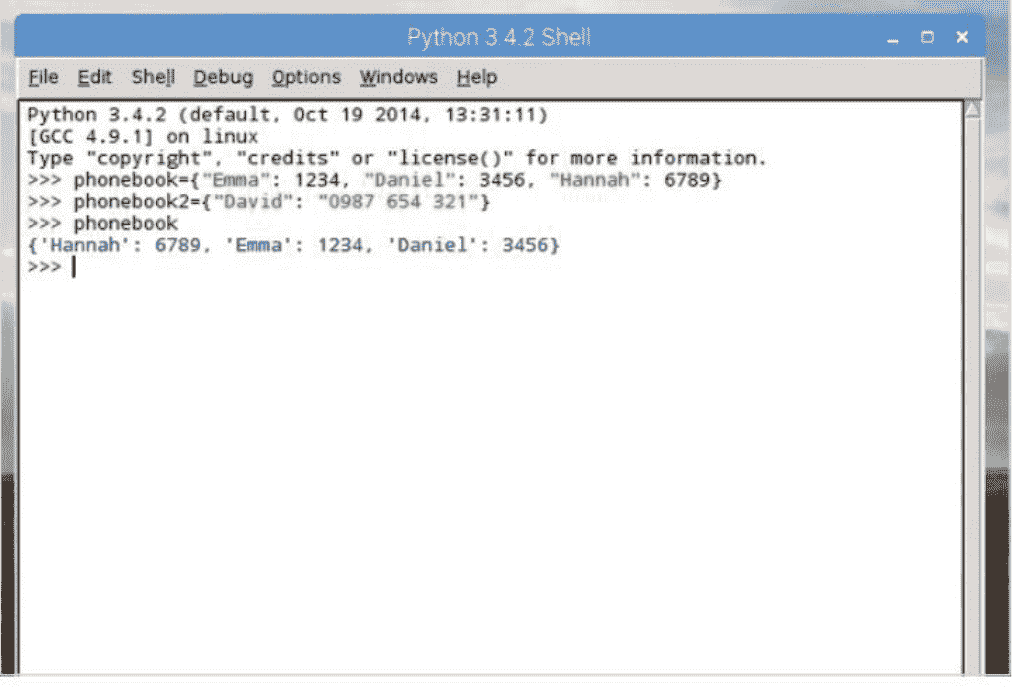 Python 3.4.2 Shell
File Edit Shell Debug Options Windows Help
Python 3.4.2 (default, Oct 19 2014, 13:31:11)
[GCC 4.9.1] on linux
Type "copyright", "credits" or "license()" for more information.
>>> phonebook={"Emma": 1234, "Daniel": 3456, "Hannah": 6789}
>>> phonebook2={"David": "0987 654 321"}
>>> phonebook
{'Hannah': 6789, 'Emma': 1234, 'Daniel': 3456}
>>>